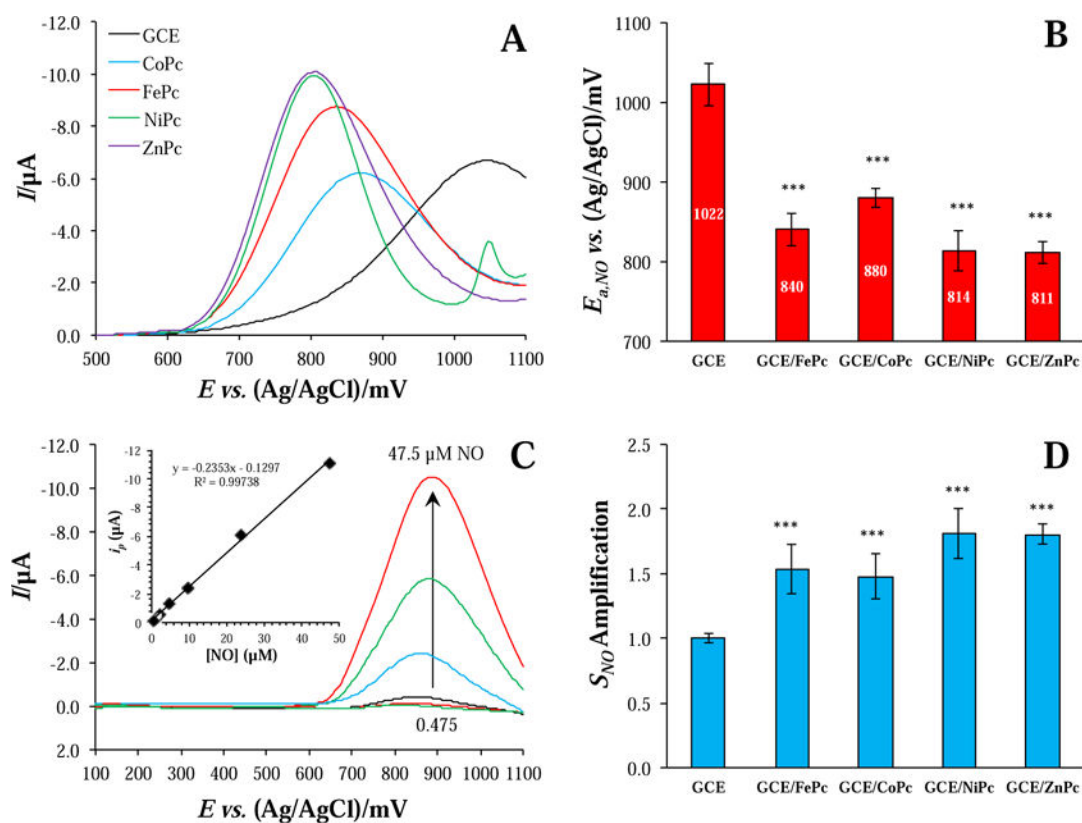 A
I/μA
-12.0
-10.0
-8.0
-6.0
-4.0
-2.0
0.0
GCE
CoPc
FePc
NiPc
ZnPc
500 600 700 800 900 1000 1100
E vs. (Ag/AgCl)/mV
B
Ea,NO vs. (Ag/AgCl)/mV
1100
1000
900
800
700
*** *** *** ***
1022 840 880 814 811
GCE GCE/FePc GCE/CoPc GCE/NiPc GCE/ZnPc
C
I/μA
-12.0
-10.0
-8.0
-6.0
-4.0
-2.0
0.0
2.0
47.5 μM NO
0.475
y = -0.2353x - 0.1297
R² = 0.99738
ip (μA)
-12
-10
-8
-6
-4
-2
0
0 10 20 30 40 50
[NO] (μM)
100 200 300 400 500 600 700 800 900 1000 1100
E vs. (Ag/AgCl)/mV
D
SNO Amplification
2.5
2.0
1.5
1.0
0.5
0.0
*** *** *** ***
GCE GCE/FePc GCE/CoPc GCE/NiPc GCE/ZnPc